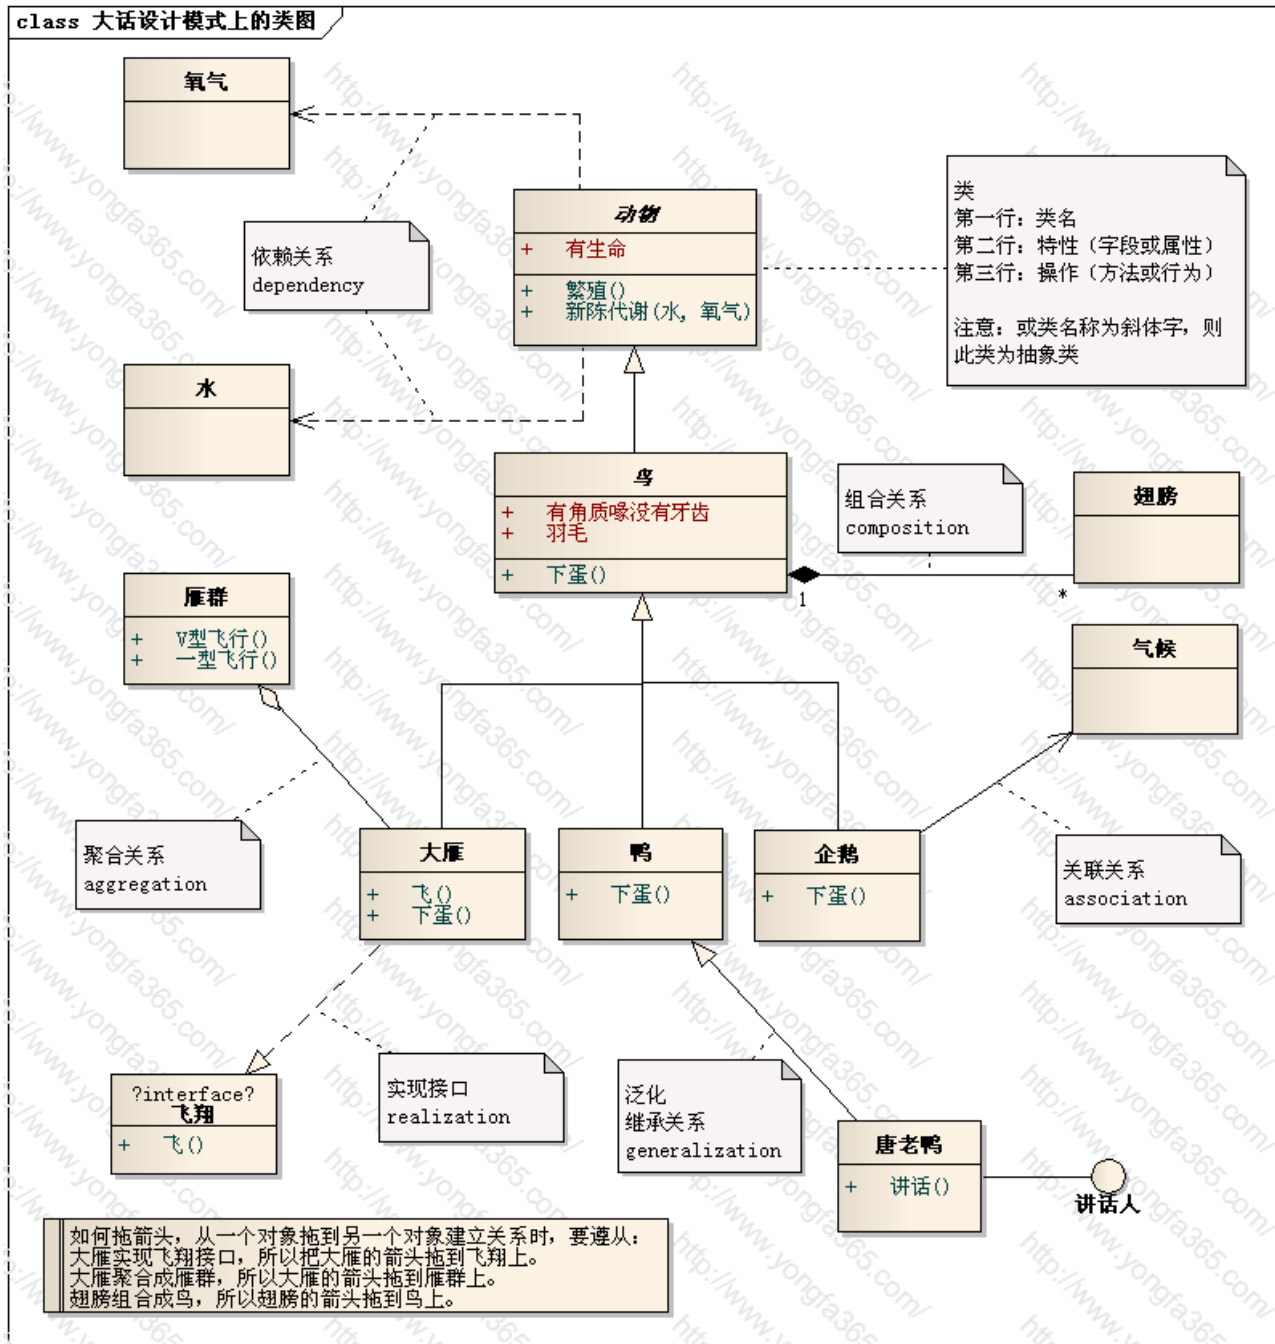 class 大话设计模式上的类图
氧气
动物
+ 有生命
+ 繁殖()
+ 新陈代谢(水, 氧气)
类
第一行: 类名
第二行: 特性 (字段或属性)
第三行: 操作 (方法或行为)
注意: 或类名称为斜体字, 则
此类为抽象类
依赖关系
dependency
水
鸟
+ 有角质喙没有牙齿
+ 羽毛
+ 下蛋()
组合关系
composition
翅膀
1
*
雁群
+ V型飞行()
+ 一型飞行()
气候
聚合关系
aggregation
大雁
+ 飞()
+ 下蛋()
鸭
+ 下蛋()
企鹅
+ 下蛋()
关联关系
association
?interface?
飞翔
+ 飞()
实现接口
realization
泛化
继承关系
generalization
唐老鸭
+ 讲话()
讲话人
如何拖箭头, 从一个对象拖到另一个对象建立关系时, 要遵从:
大雁实现飞翔接口, 所以把大雁的箭头拖到飞翔上。
大雁聚合成雁群, 所以大雁的箭头拖到雁群上。
翅膀组合成鸟, 所以翅膀的箭头拖到鸟上。
http://www.yongfa365.com/